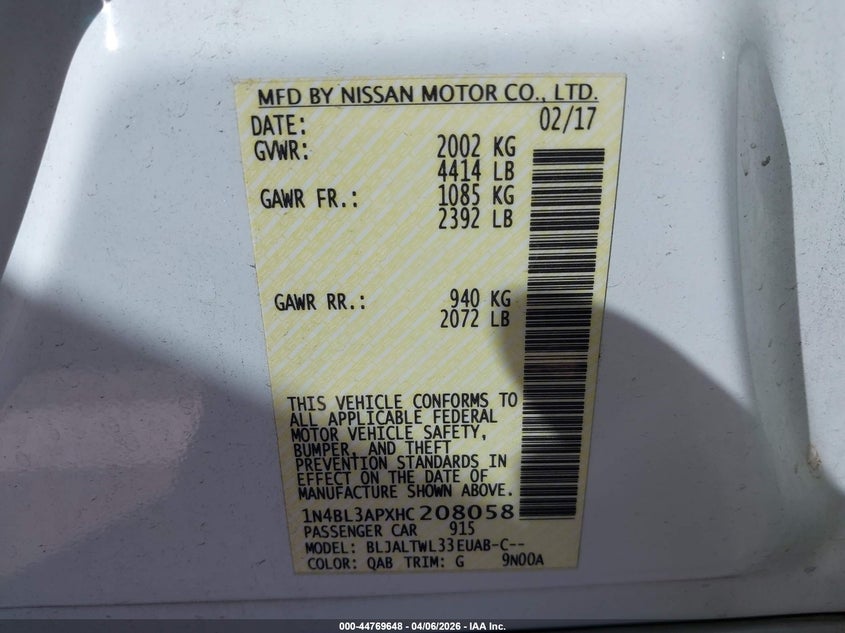 MFD BY NISSAN MOTOR CO., LTD.
DATE: 02/17
GVWR: 2002 KG
4414 LB
GAWR FR.: 1085 KG
2392 LB
GAWR RR.: 940 KG
2072 LB
THIS VEHICLE CONFORMS TO
ALL APPLICABLE FEDERAL
MOTOR VEHICLE SAFETY,
BUMPER, AND THEFT
PREVENTION STANDARDS IN
EFFECT ON THE DATE OF
MANUFACTURE SHOWN ABOVE.
1N4BL3APXHC208058
PASSENGER CAR 915
MODEL: BLJALTWL33EUAB-C--
COLOR: QAB TRIM: G 9N00A
000-44769648 - 04/06/2026 - IAA Inc.